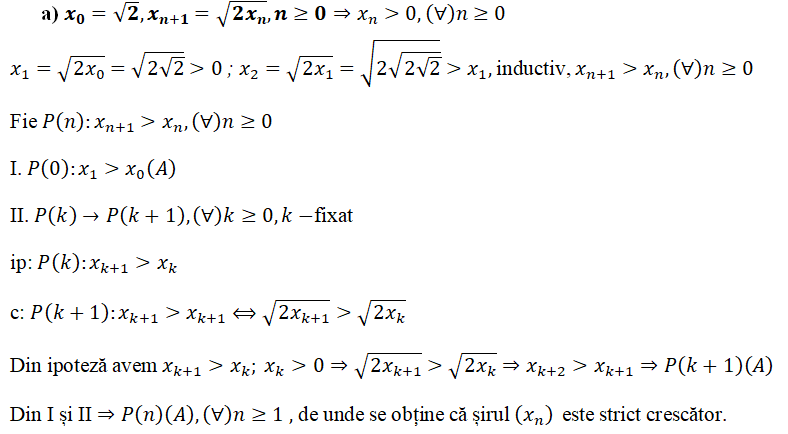 a) x₀ = √2, xₙ₊₁ = √(2xₙ), n ≥ 0 ⇒ xₙ > 0, (∀)n ≥ 0
x₁ = √(2x₀) = √(2√2) > 0 ; x₂ = √(2x₁) = √(2√(2√2)) > x₁, inductiv, xₙ₊₁ > xₙ, (∀)n ≥ 0
Fie P(n): xₙ₊₁ > xₙ, (∀)n ≥ 0
I. P(0): x₁ > x₀ (A)
II. P(k) → P(k + 1), (∀)k ≥ 0, k −fixat
ip: P(k): xₖ₊₁ > xₖ
c: P(k + 1): xₖ₊₁ > xₖ₊₁ ⟺ √(2xₖ₊₁) > √(2xₖ)
Din ipoteză avem xₖ₊₁ > xₖ; xₖ > 0 ⇒ √(2xₖ₊₁) > √(2xₖ) ⇒ xₖ₊₂ > xₖ₊₁ ⇒ P(k + 1)(A)
Din I și II ⇒ P(n)(A), (∀)n ≥ 1 , de unde se obține că șirul (xₙ) este strict crescător.